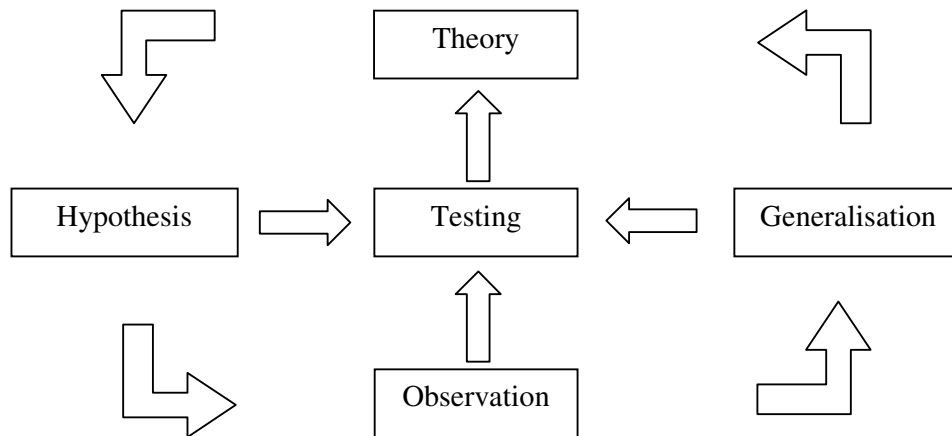 Theory
Hypothesis
Testing
Generalisation
Observation